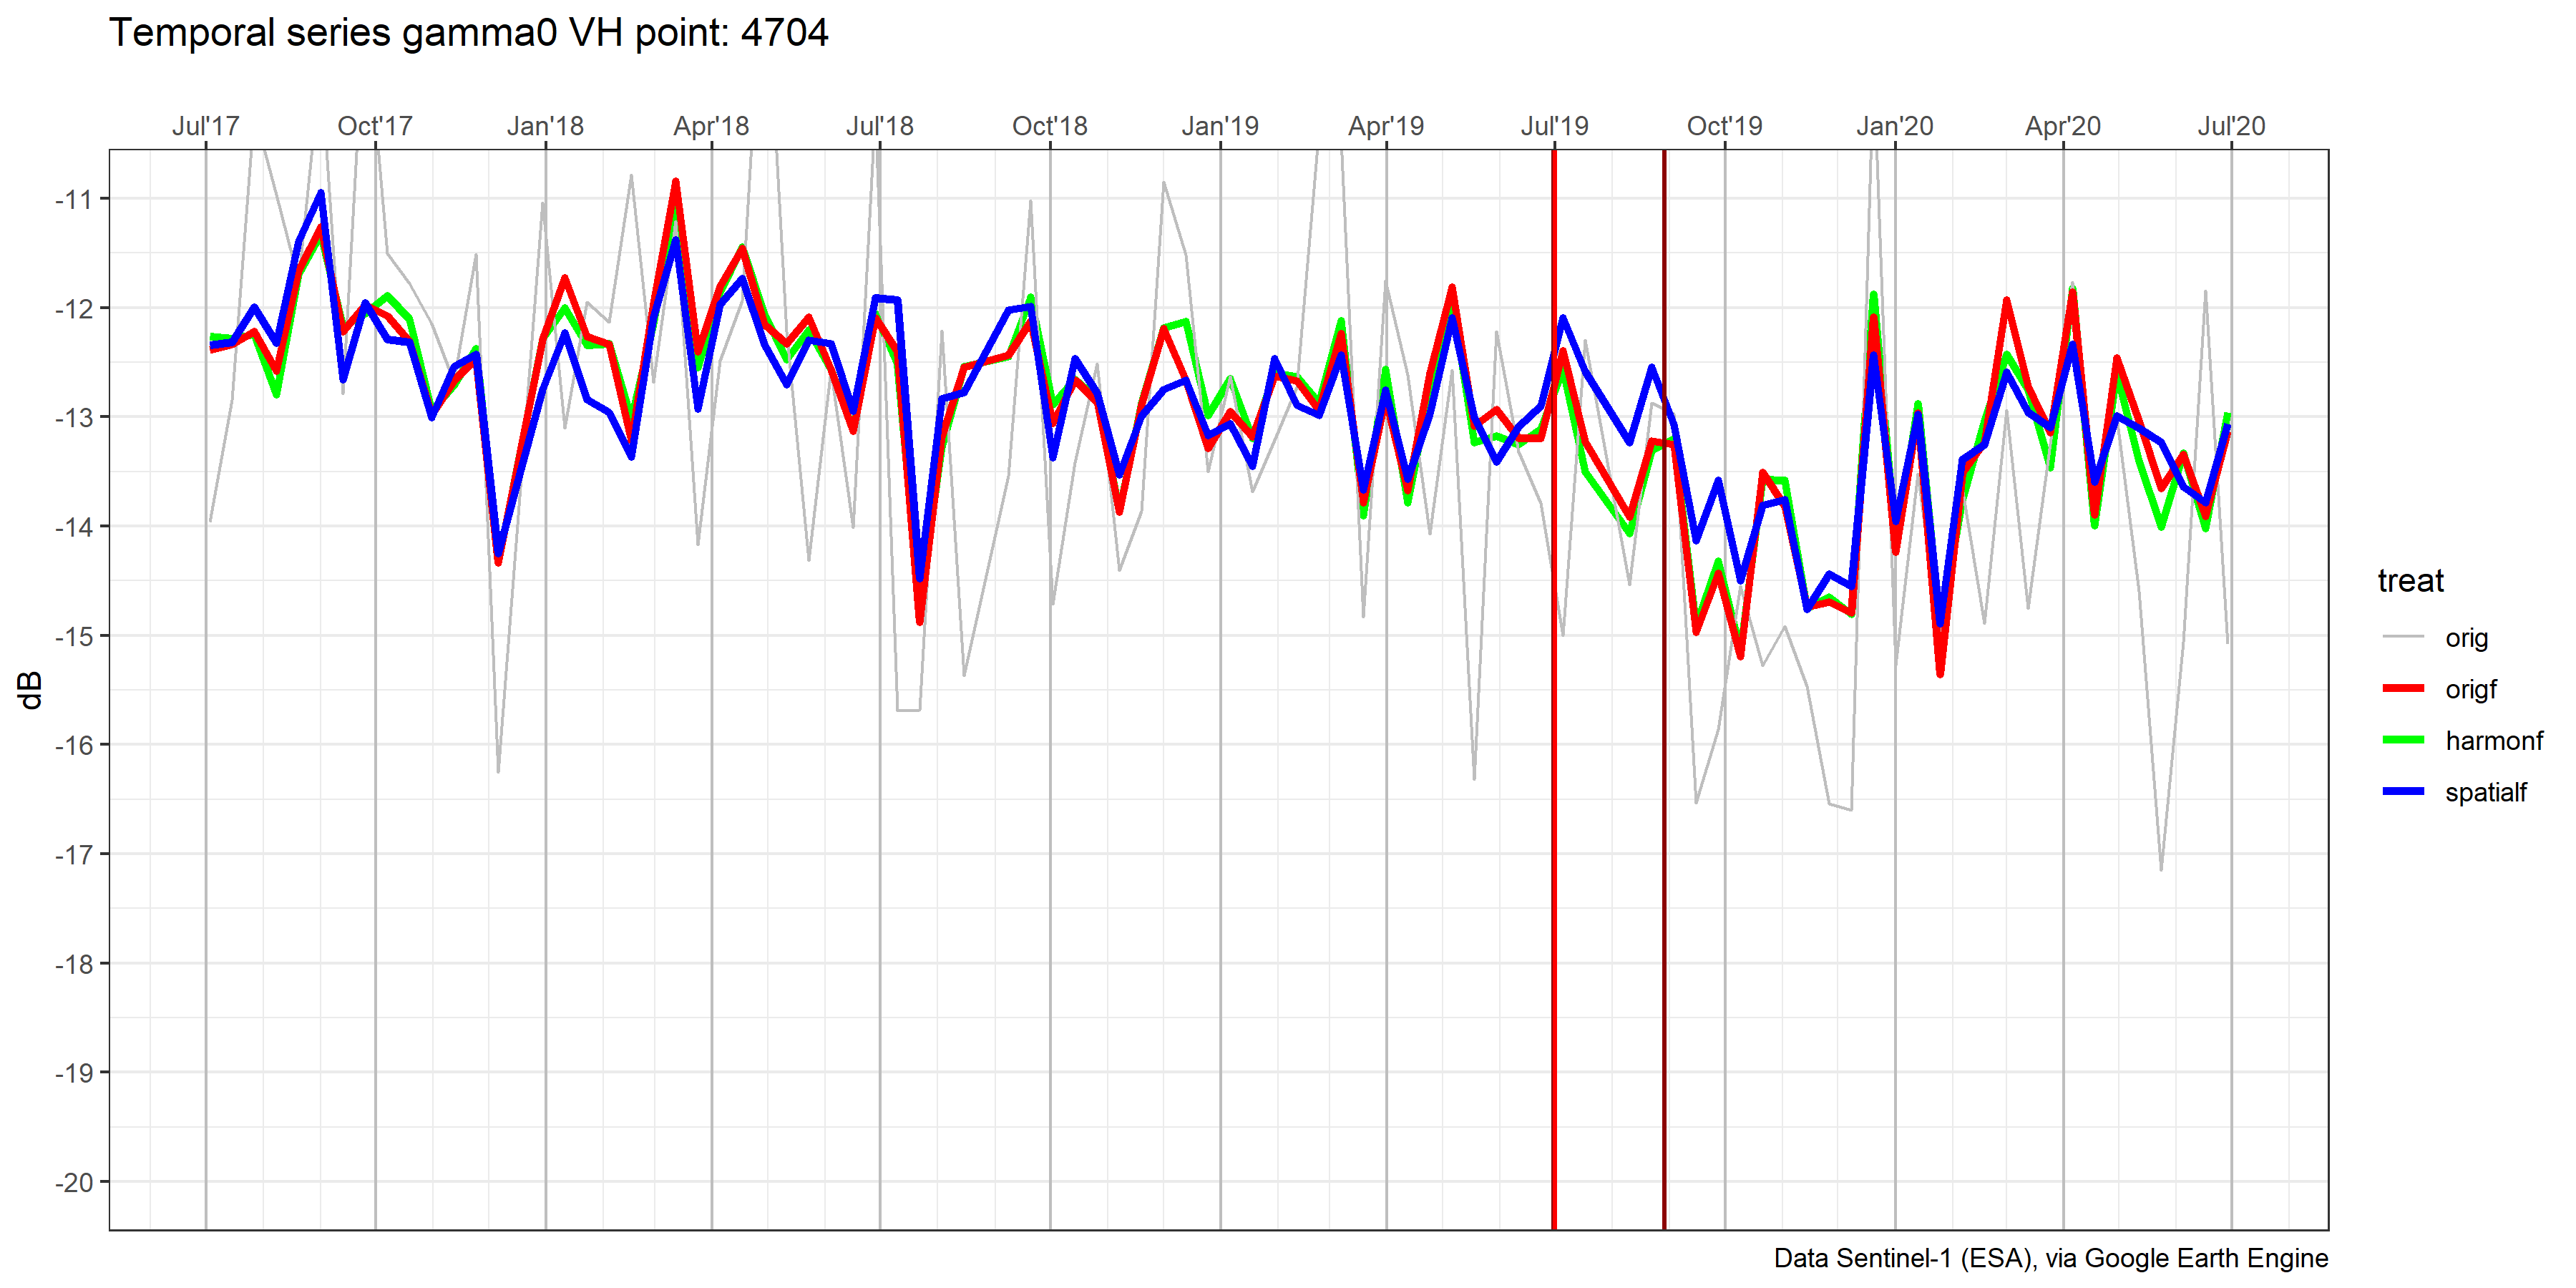 Temporal series gamma0 VH point: 4704
Jul'17 Oct'17 Jan'18 Apr'18 Jul'18 Oct'18 Jan'19 Apr'19 Jul'19 Oct'19 Jan'20 Apr'20 Jul'20
-11
-12
-13
-14
-15
-16
-17
-18
-19
-20
dB
treat
orig
origf
harmonf
spatialf
Data Sentinel-1 (ESA), via Google Earth Engine